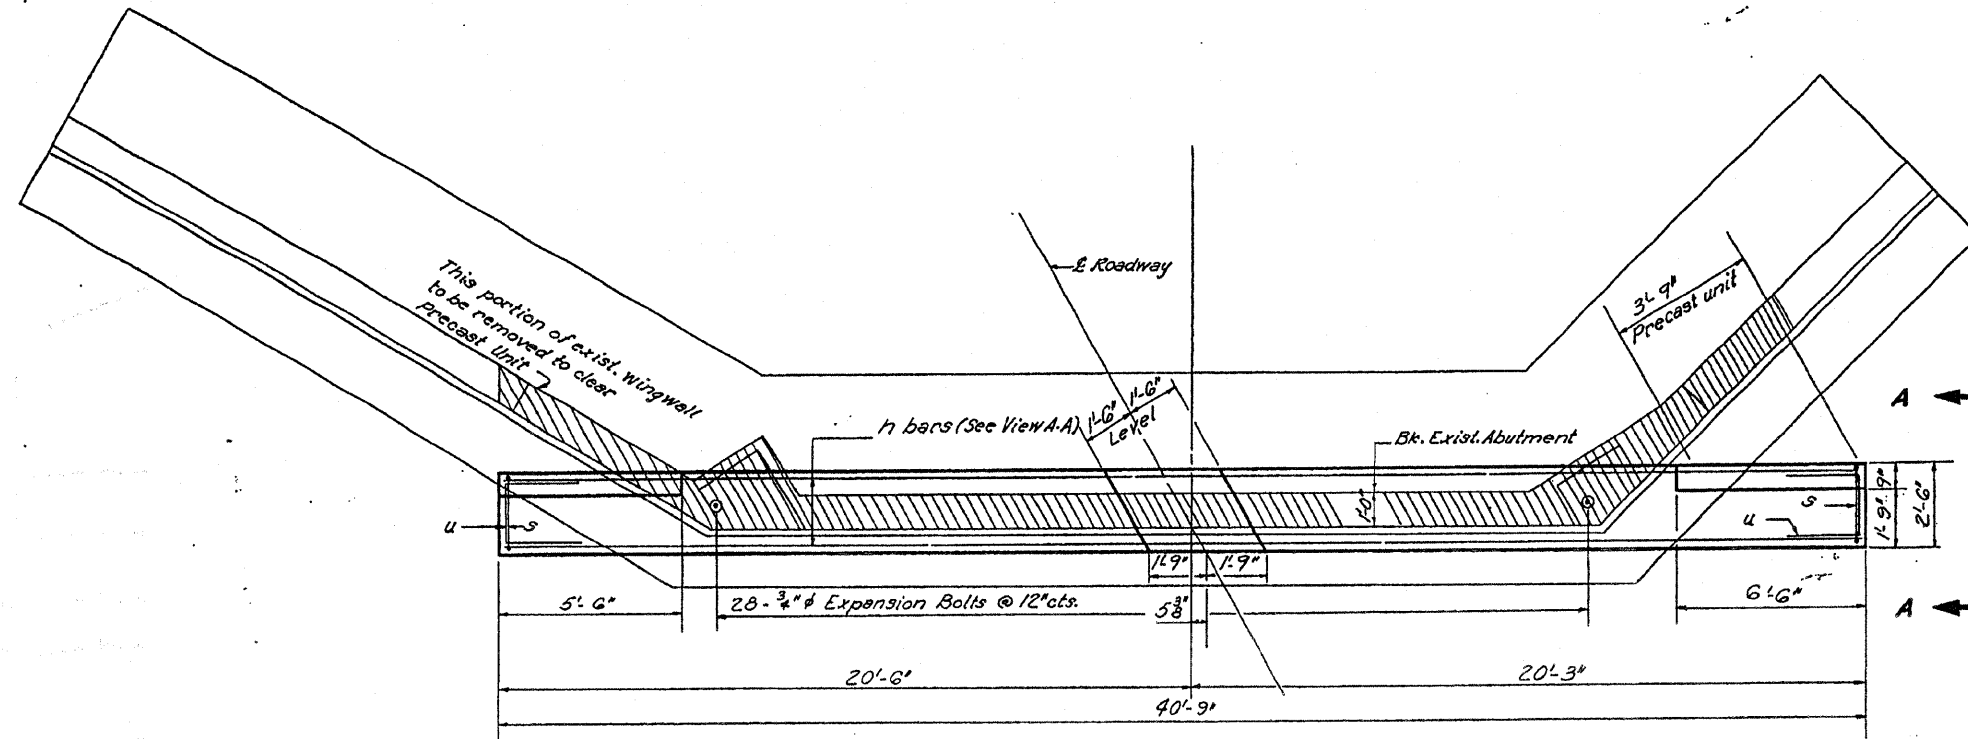 This portion of exist. wingwall
to be removed to clear
Precast Unit
℄ Roadway
3'-9"
Precast unit
1'-6"
1'-6"
Level
h bars (See View A-A)
Bk. Exist. Abutment
A
u
s
1'-0"
s
u
9"
1'-9"
2'-6"
1'-9"
1'-9"
5'-6"
28 - 3/4" φ Expansion Bolts @ 12" cts.
5 3/8"
6'-6"
A
20'-6"
20'-3"
40'-9"